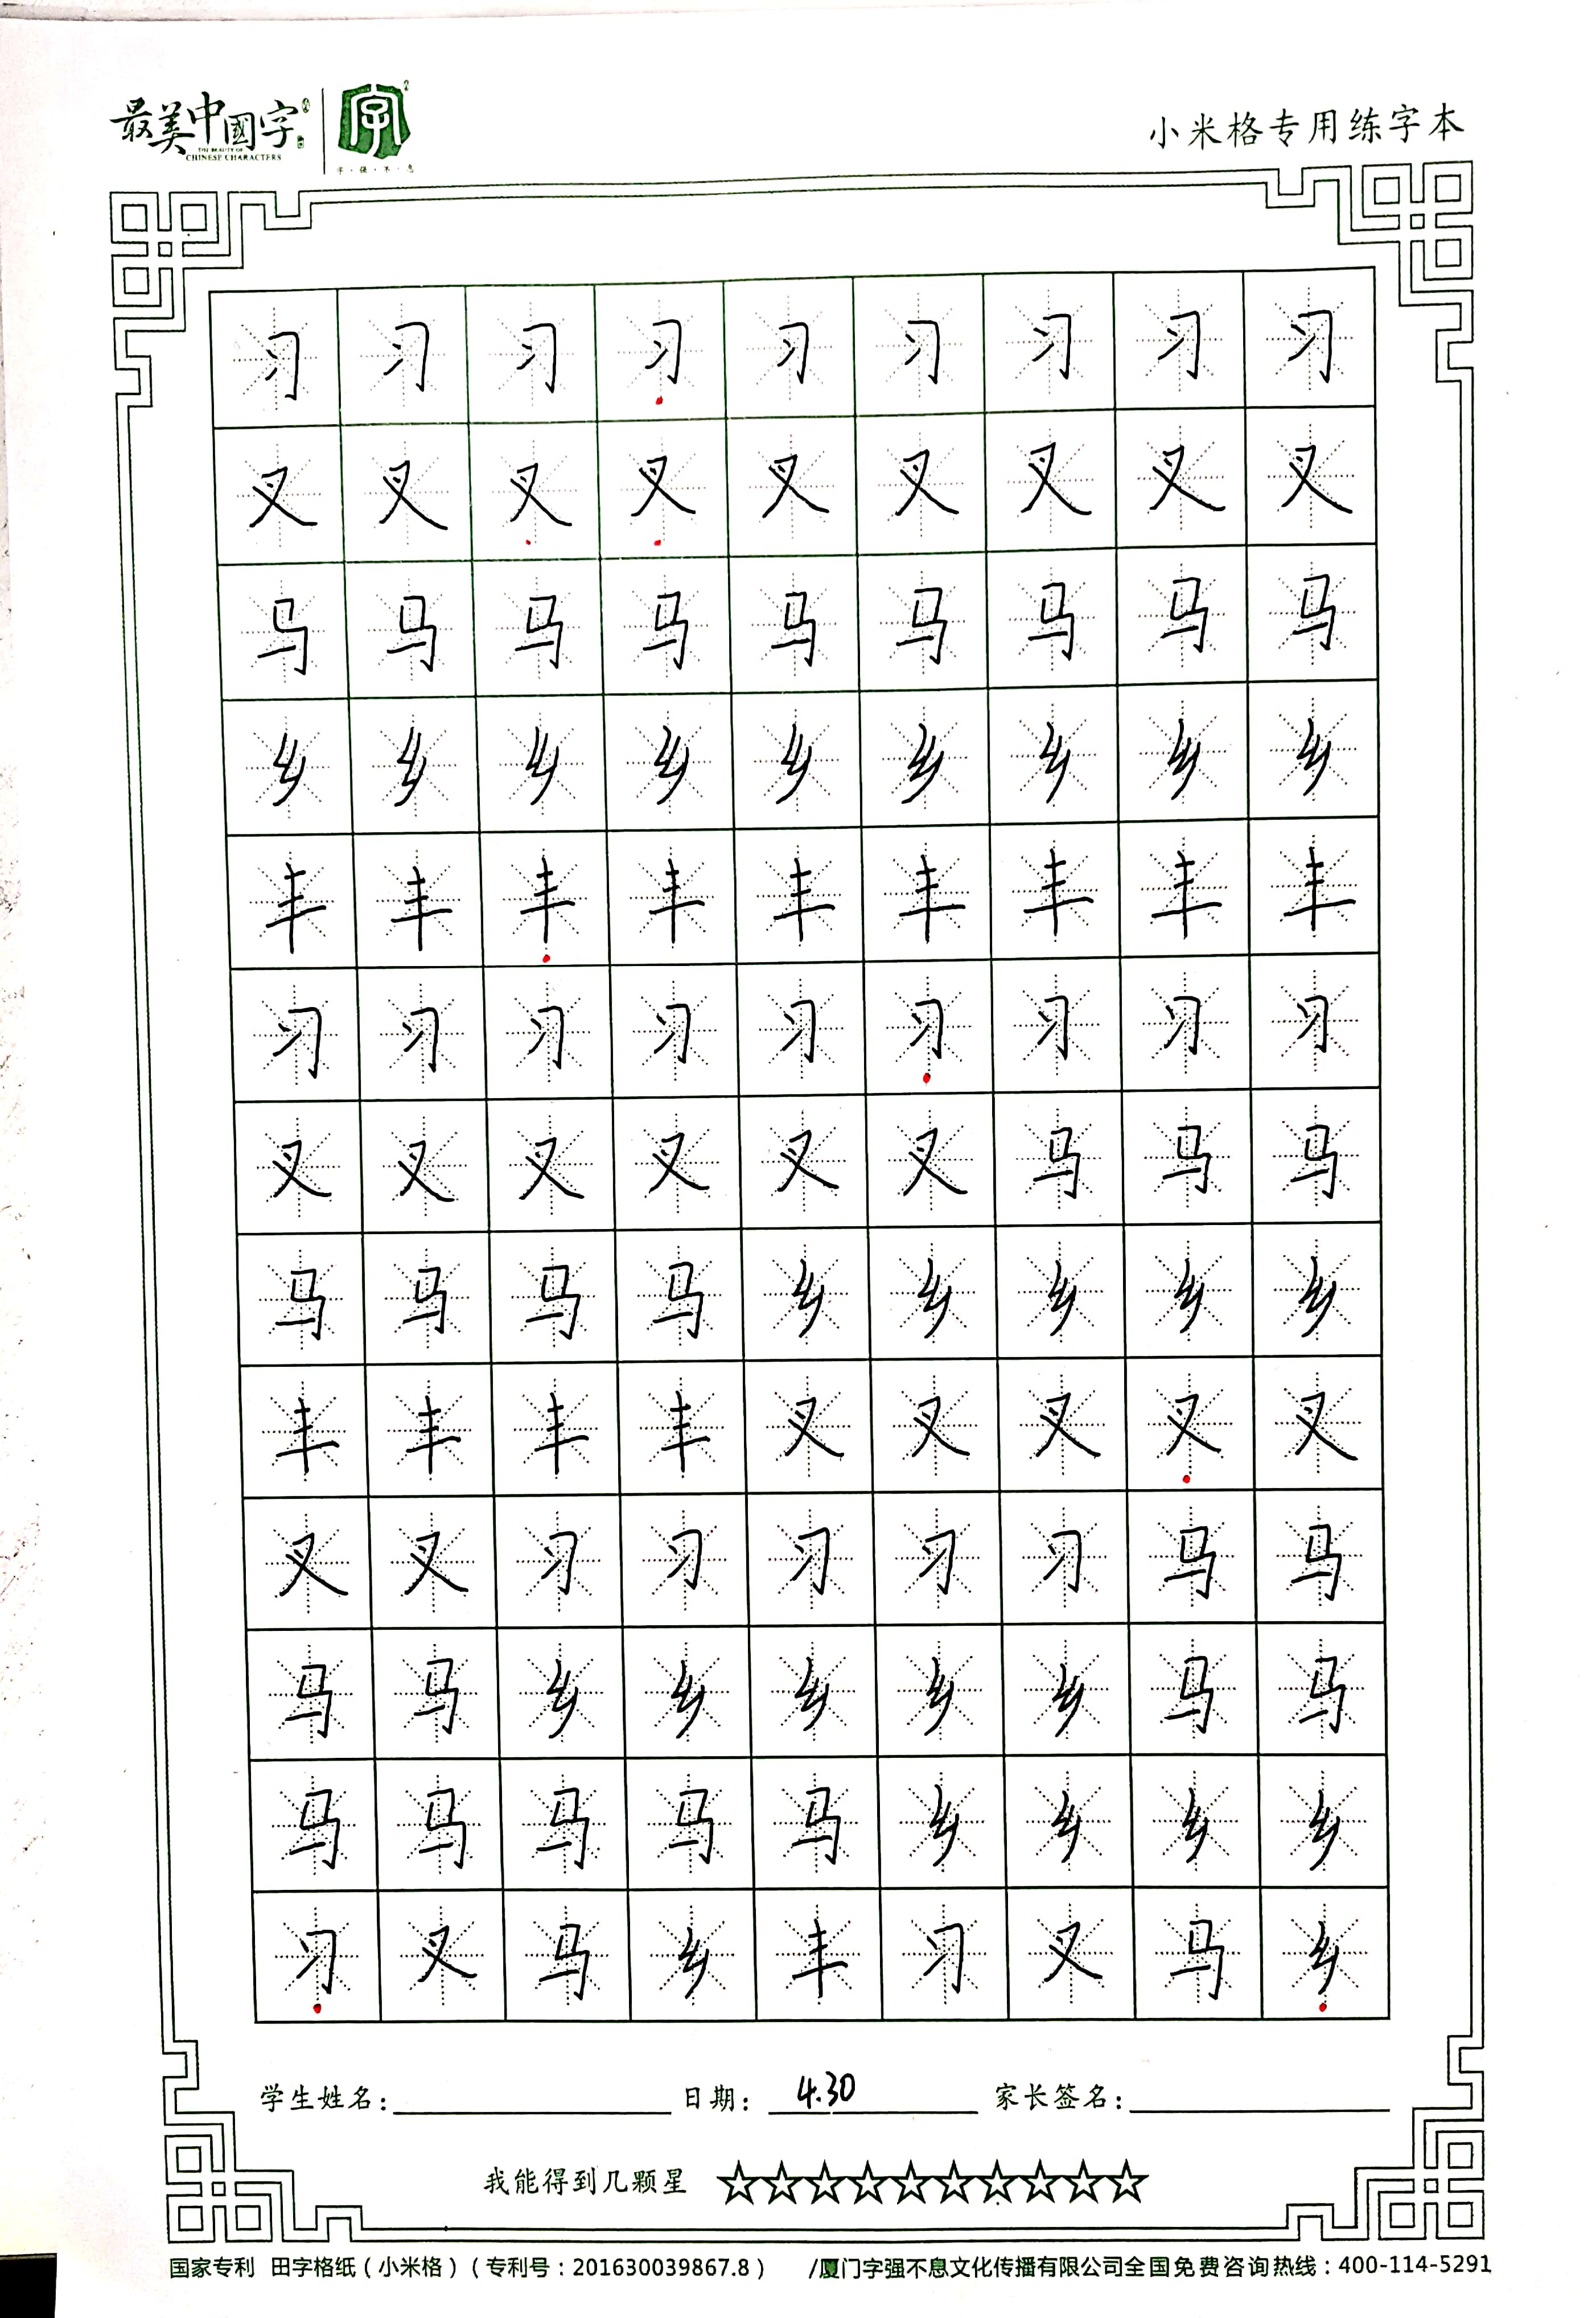 最美中國字
THE BEAUTY OF
CHINESE CHARACTERS
字
字·强·不·息
小米格专用练字本
习 习 习 习 习 习 习 习 习
叉 叉 叉 叉 叉 叉 叉 叉 叉
马 马 马 马 马 马 马 马 马
乡 乡 乡 乡 乡 乡 乡 乡 乡
丰 丰 丰 丰 丰 丰 丰 丰 丰
习 习 习 习 习 习 习 习 习
叉 叉 叉 叉 叉 叉 马 马 马
马 马 马 马 乡 乡 乡 乡 乡
丰 丰 丰 丰 叉 叉 叉 叉 叉
叉 叉 习 习 习 习 习 马 马
马 马 乡 乡 乡 乡 乡 马 马
马 马 马 马 马 乡 乡 乡 乡
习 叉 马 乡 丰 习 叉 马 乡
学生姓名: 日期: 4.30 家长签名:
我能得到几颗星 ☆☆☆☆☆☆☆☆☆☆
国家专利 田字格纸(小米格)(专利号:201630039867.8) /厦门字强不息文化传播有限公司全国免费咨询热线:400-114-5291